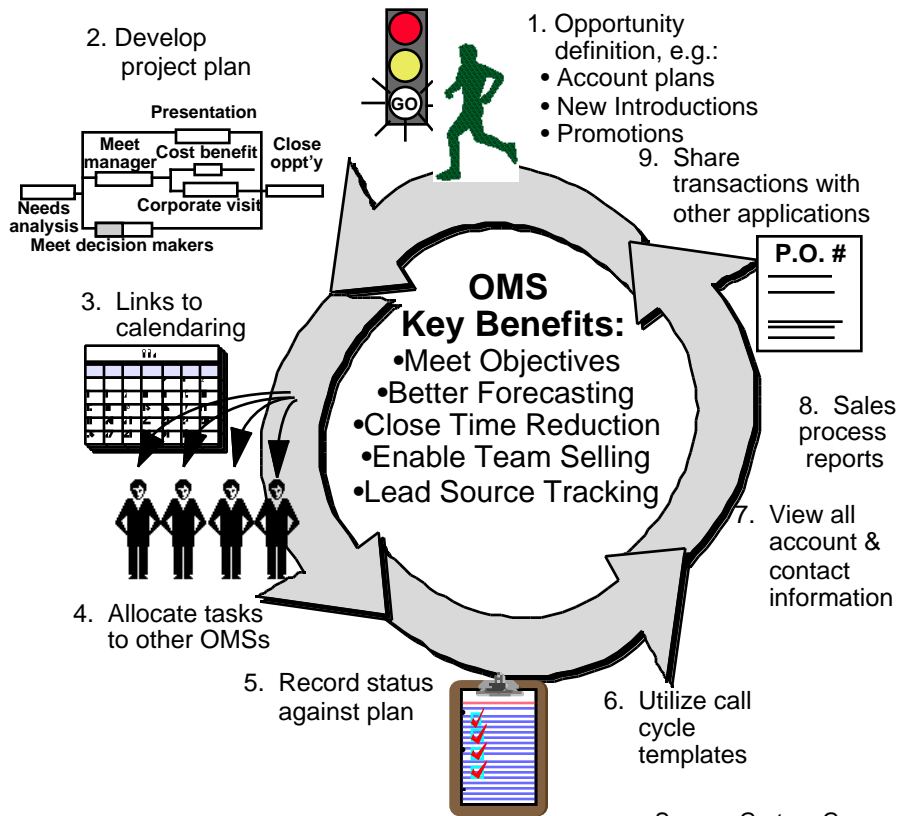 2. Develop
project plan
Presentation
Meet
manager
Cost benefit
Close
oppt'y
Needs
analysis
Corporate visit
Meet decision makers
GO
1. Opportunity
definition, e.g.:
• Account plans
• New Introductions
• Promotions
9. Share
transactions with
other applications
P.O. #
3. Links to
calendaring
OMS
Key Benefits:
•Meet Objectives
•Better Forecasting
•Close Time Reduction
•Enable Team Selling
•Lead Source Tracking
8. Sales
process
reports
7. View all
account &
contact
information
4. Allocate tasks
to other OMSs
5. Record status
against plan
6. Utilize call
cycle
templates